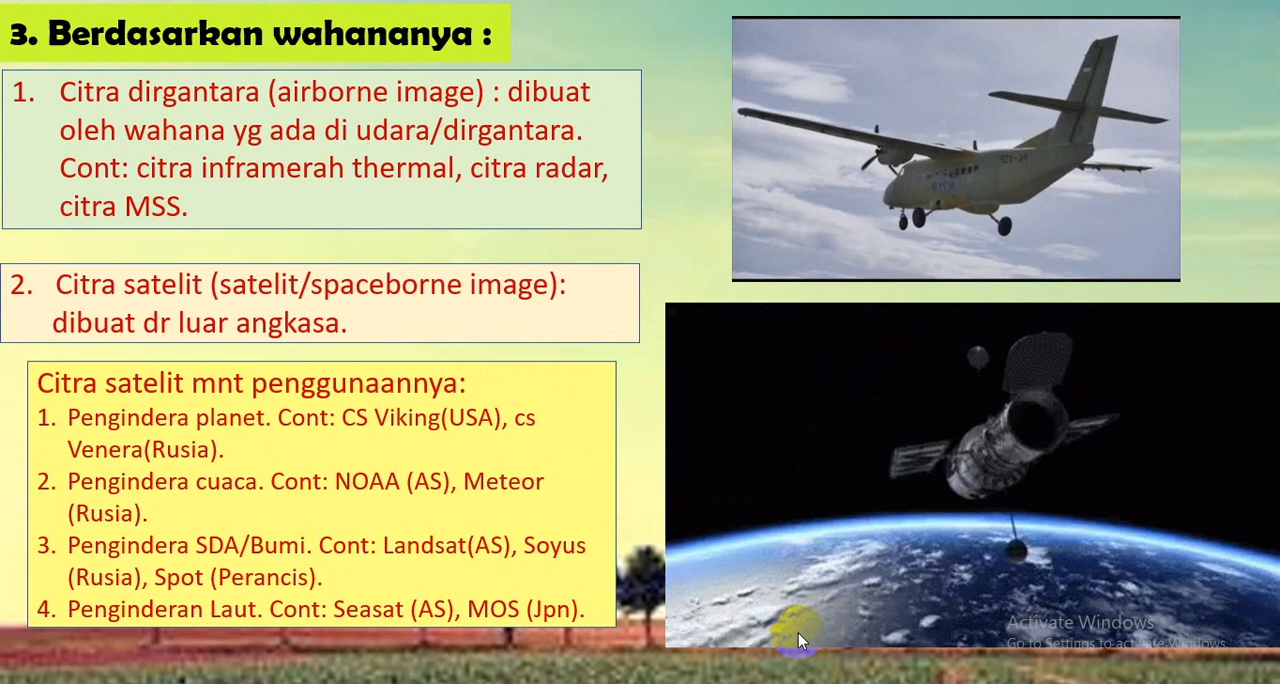 3. Berdasarkan wahananya :
1. Citra dirgantara (airborne image) : dibuat
oleh wahana yg ada di udara/dirgantara.
Cont: citra inframerah thermal, citra radar,
citra MSS.
2. Citra satelit (satelit/spaceborne image):
dibuat dr luar angkasa.
Citra satelit mnt penggunaannya:
1. Pengindera planet. Cont: CS Viking(USA), cs
Venera(Rusia).
2. Pengindera cuaca. Cont: NOAA (AS), Meteor
(Rusia).
3. Pengindera SDA/Bumi. Cont: Landsat(AS), Soyus
(Rusia), Spot (Perancis).
4. Penginderan Laut. Cont: Seasat (AS), MOS (Jpn).
Activate Windows
Go to Settings to activate Windows.